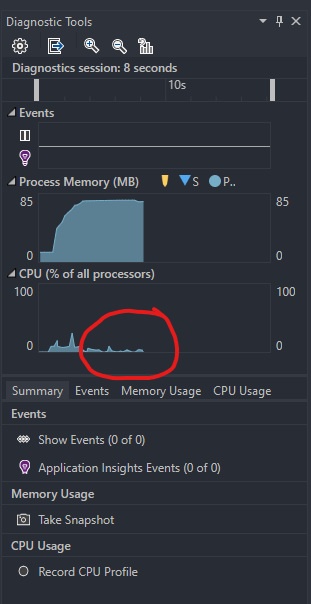 Diagnostic Tools
Diagnostics session: 8 seconds
10s
Events
Process Memory (MB) S P..
85 85
0 0
CPU (% of all processors)
100 100
0 0
Summary Events Memory Usage CPU Usage
Events
Show Events (0 of 0)
Application Insights Events (0 of 0)
Memory Usage
Take Snapshot
CPU Usage
Record CPU Profile